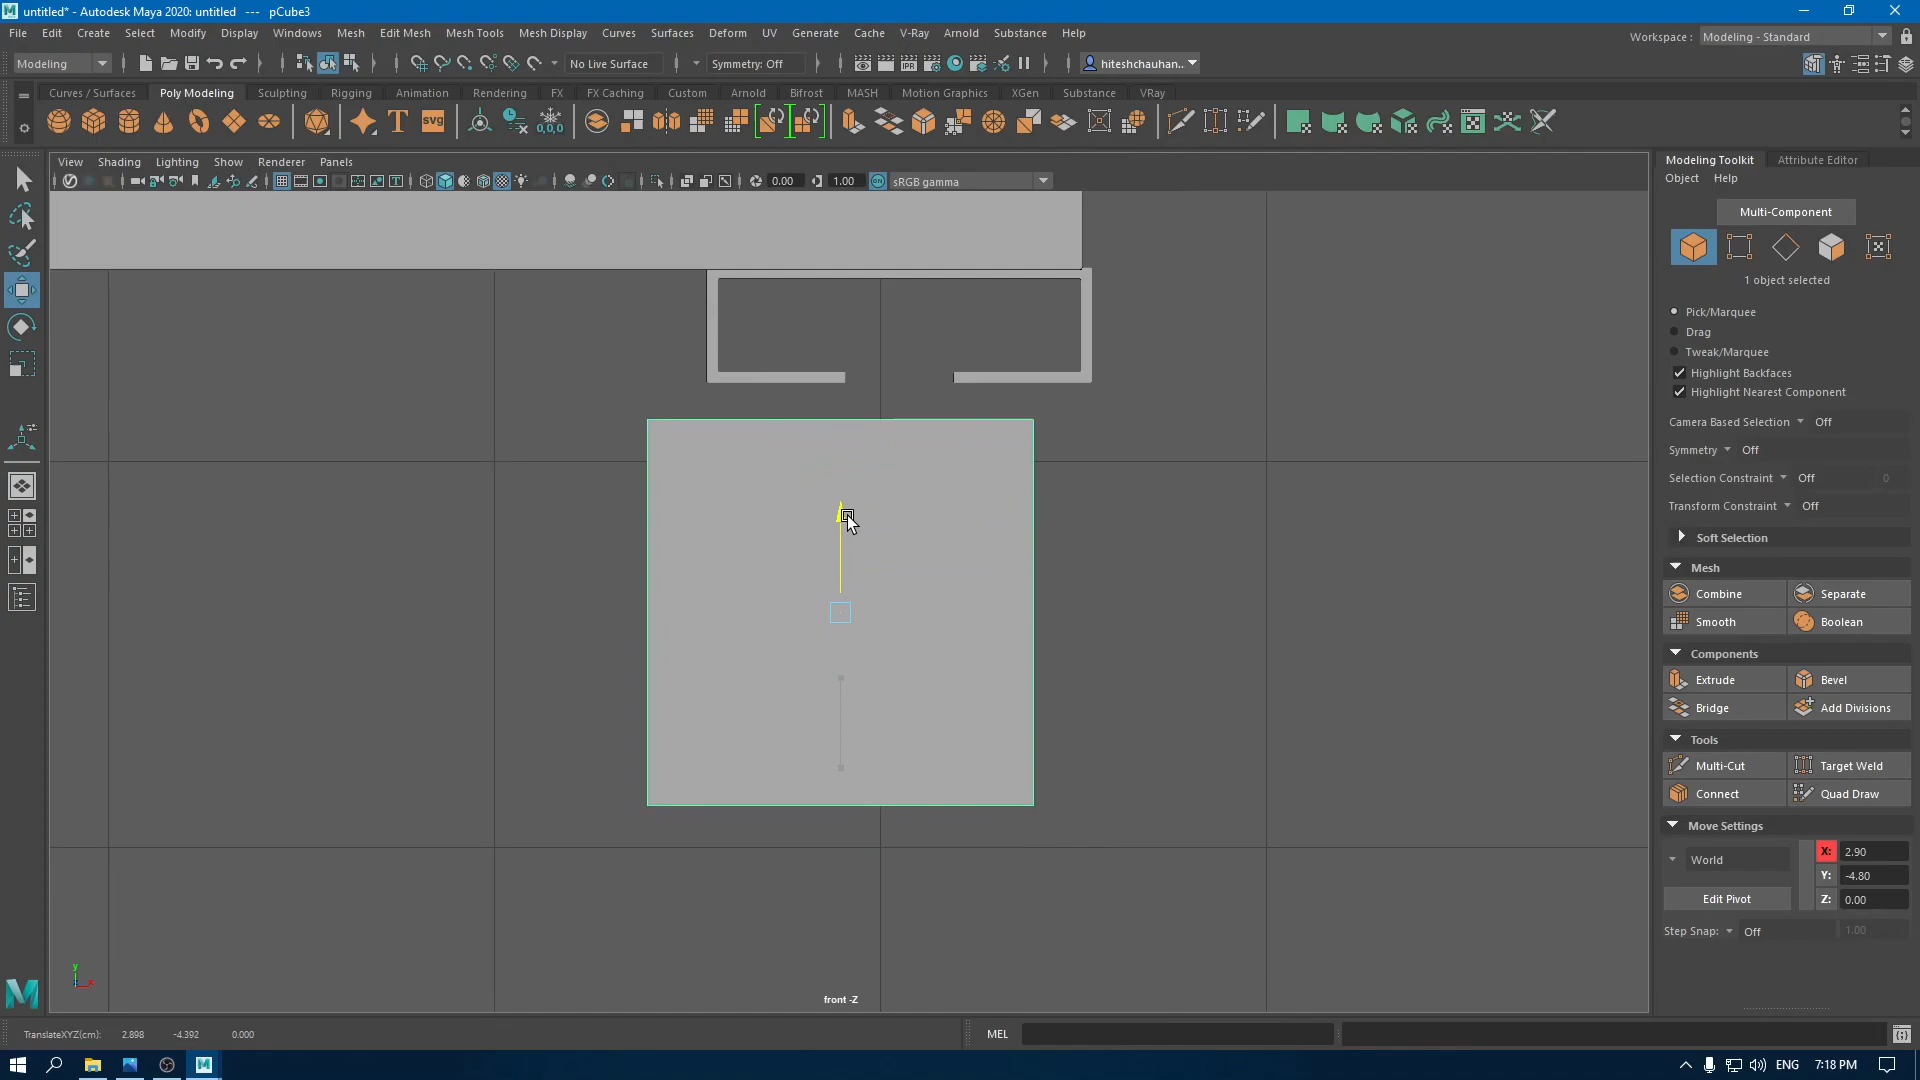 untitled* - Autodesk Maya 2020: untitled --- pCube3
File Edit Create Select Modify Display Windows Mesh Edit Mesh Mesh Tools Mesh Display Curves Surfaces Deform UV Generate Cache V-Ray Arnold Substance Help
Workspace : Modeling - Standard
Modeling No Live Surface Symmetry: Off hiteshchauhan...
Curves / Surfaces Poly Modeling Sculpting Rigging Animation Rendering FX FX Caching Custom Arnold Bifrost MASH Motion Graphics XGen Substance VRay
T SVG 0,0,0
View Shading Lighting Show Renderer Panels
0.00 1.00 sRGB gamma
Modeling Toolkit Attribute Editor
Object Help
Multi-Component
1 object selected
Pick/Marquee
Drag
Tweak/Marquee
Highlight Backfaces
Highlight Nearest Component
Camera Based Selection Off
Symmetry Off
Selection Constraint Off 0
Transform Constraint Off
Soft Selection
Mesh
Combine Separate
Smooth Boolean
Components
Extrude Bevel
Bridge Add Divisions
Tools
Multi-Cut Target Weld
Connect Quad Draw
Move Settings
World X: 2.90
Y: -4.80
Edit Pivot Z: 0.00
Step Snap: Off 1.00
y
x
front -Z
TranslateXYZ(cm): 2.898 -4.392 0.000
MEL
ENG 7:18 PM